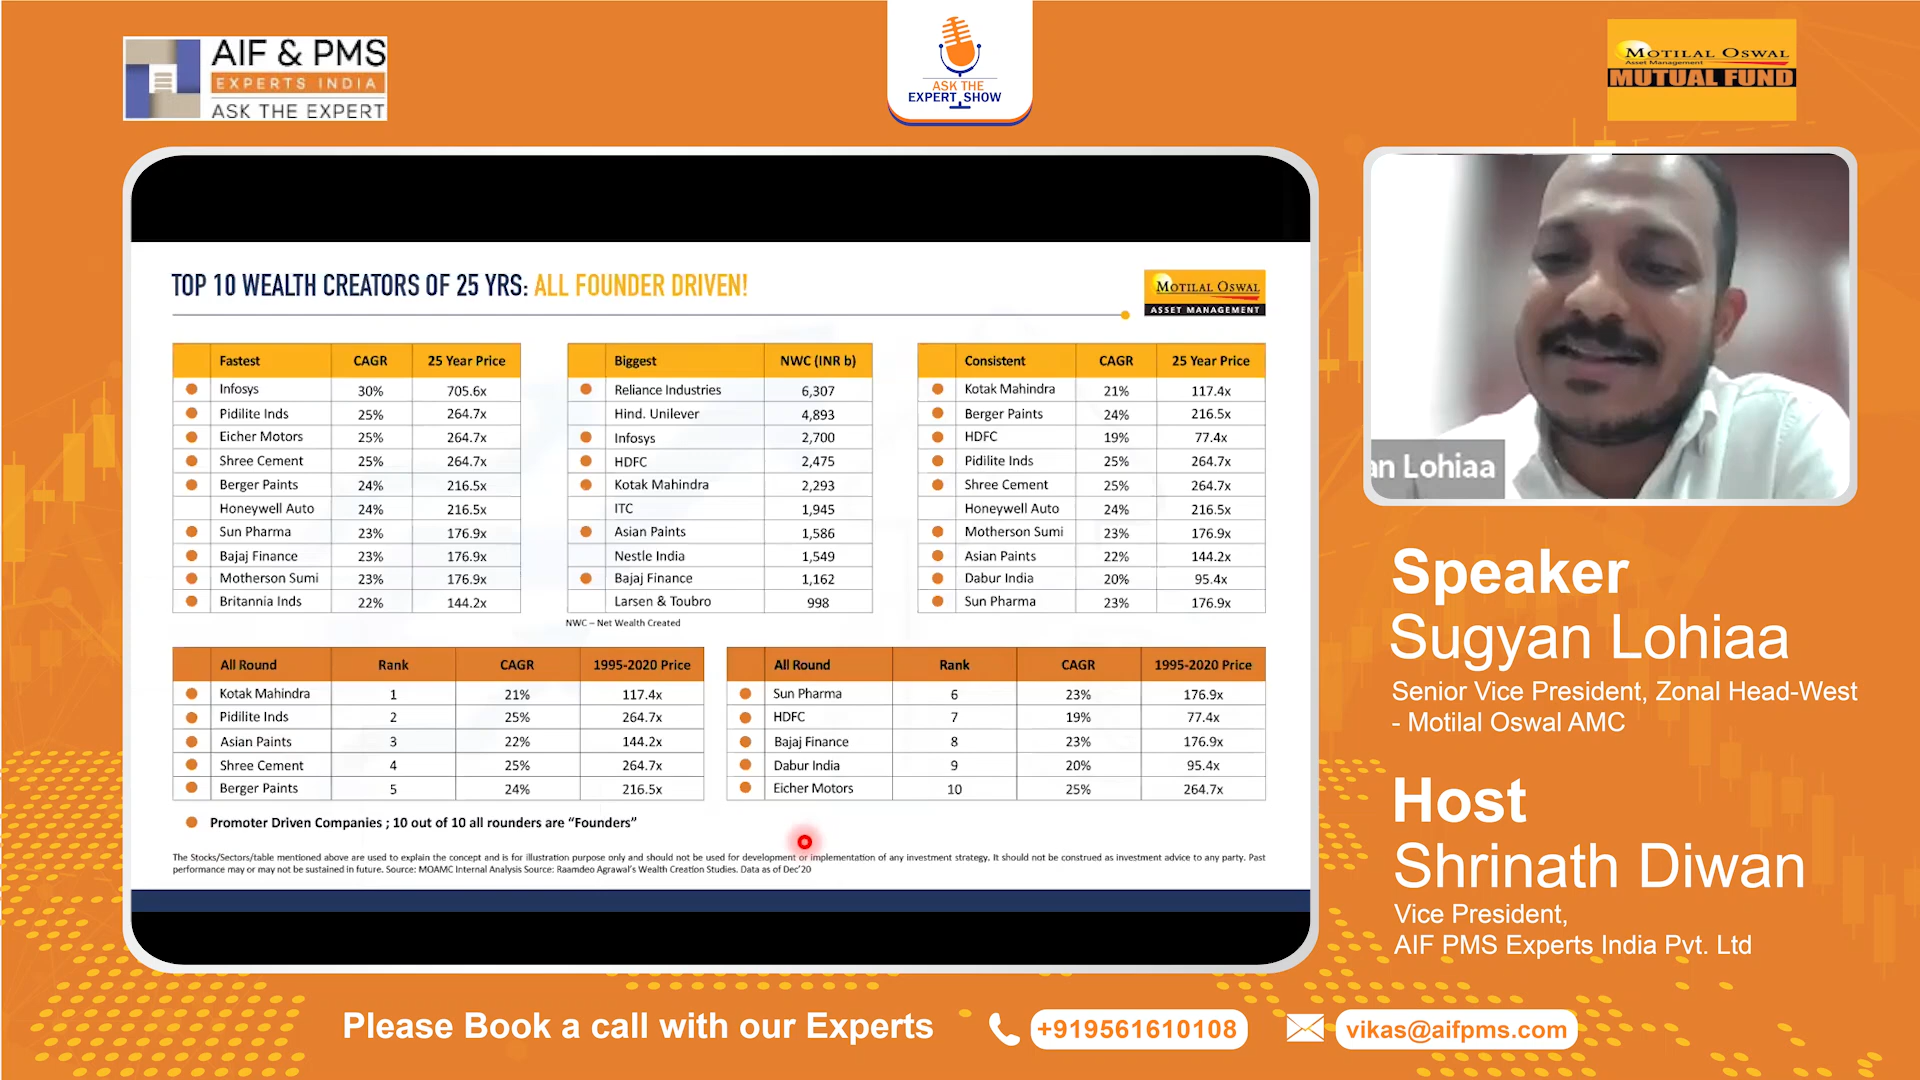 AIF & PMS
EXPERTS INDIA
ASK THE EXPERT
ASK THE
EXPERT SHOW
MOTILAL OSWAL
Asset Management
MUTUAL FUND
TOP 10 WEALTH CREATORS OF 25 YRS: ALL FOUNDER DRIVEN!
MOTILAL OSWAL
ASSET MANAGEMENT
Fastest CAGR 25 Year Price
Infosys 30% 705.6x
Pidilite Inds 25% 264.7x
Eicher Motors 25% 264.7x
Shree Cement 25% 264.7x
Berger Paints 24% 216.5x
Honeywell Auto 24% 216.5x
Sun Pharma 23% 176.9x
Bajaj Finance 23% 176.9x
Motherson Sumi 23% 176.9x
Britannia Inds 22% 144.2x
Biggest NWC (INR b)
Reliance Industries 6,307
Hind. Unilever 4,893
Infosys 2,700
HDFC 2,475
Kotak Mahindra 2,293
ITC 1,945
Asian Paints 1,586
Nestle India 1,549
Bajaj Finance 1,162
Larsen & Toubro 998
NWC – Net Wealth Created
Consistent CAGR 25 Year Price
Kotak Mahindra 21% 117.4x
Berger Paints 24% 216.5x
HDFC 19% 77.4x
Pidilite Inds 25% 264.7x
Shree Cement 25% 264.7x
Honeywell Auto 24% 216.5x
Motherson Sumi 23% 176.9x
Asian Paints 22% 144.2x
Dabur India 20% 95.4x
Sun Pharma 23% 176.9x
All Round Rank CAGR 1995-2020 Price
Kotak Mahindra 1 21% 117.4x
Pidilite Inds 2 25% 264.7x
Asian Paints 3 22% 144.2x
Shree Cement 4 25% 264.7x
Berger Paints 5 24% 216.5x
All Round Rank CAGR 1995-2020 Price
Sun Pharma 6 23% 176.9x
HDFC 7 19% 77.4x
Bajaj Finance 8 23% 176.9x
Dabur India 9 20% 95.4x
Eicher Motors 10 25% 264.7x
Promoter Driven Companies ; 10 out of 10 all rounders are “Founders”
The Stocks/Sectors/table mentioned above are used to explain the concept and is for illustration purpose only and should not be used for development or implementation of any investment strategy. It should not be construed as investment advice to any party. Past
performance may or may not be sustained in future. Source: MOAMC Internal Analysis Source: Raamdeo Agrawal's Wealth Creation Studies. Data as of Dec'20
an Lohiaa
Speaker
Sugyan Lohiaa
Senior Vice President, Zonal Head-West
- Motilal Oswal AMC
Host
Shrinath Diwan
Vice President,
AIF PMS Experts India Pvt. Ltd
Please Book a call with our Experts
+919561610108
vikas@aifpms.com